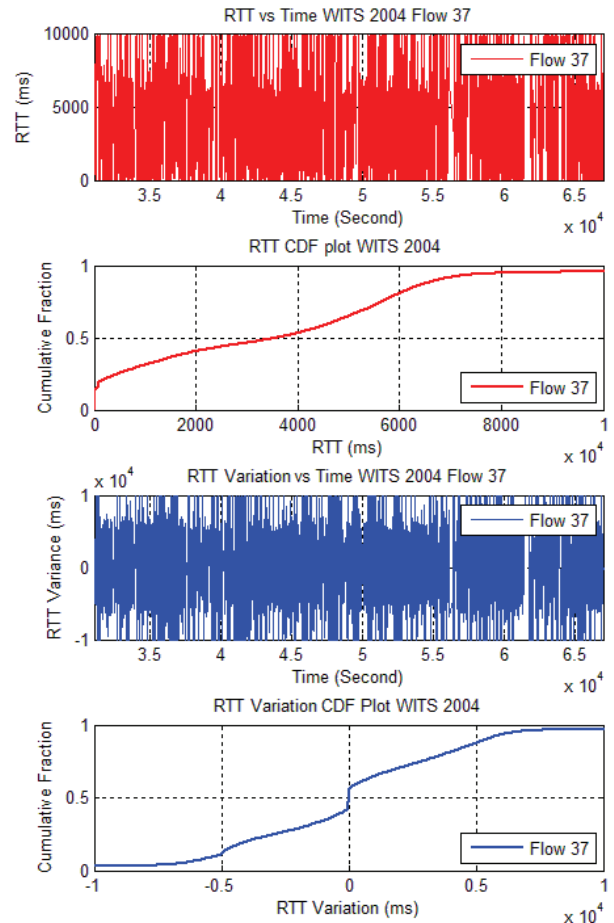 RTT vs Time WITS 2004 Flow 37
10000
5000
0
RTT (ms)
Flow 37
3.5 4 4.5 5 5.5 6 6.5
Time (Second)
x 10^4
RTT CDF plot WITS 2004
1
0.5
0
Cumulative Fraction
Flow 37
0 2000 4000 6000 8000 1
RTT (ms)
x 10^4
RTT Variation vs Time WITS 2004 Flow 37
x 10^4
1
0
-1
RTT Variance (ms)
Flow 37
3.5 4 4.5 5 5.5 6 6.5
Time (Second)
x 10^4
RTT Variation CDF Plot WITS 2004
1
0.5
0
Cumulative Fraction
Flow 37
-1 -0.5 0 0.5 1
RTT Variation (ms)
x 10^4